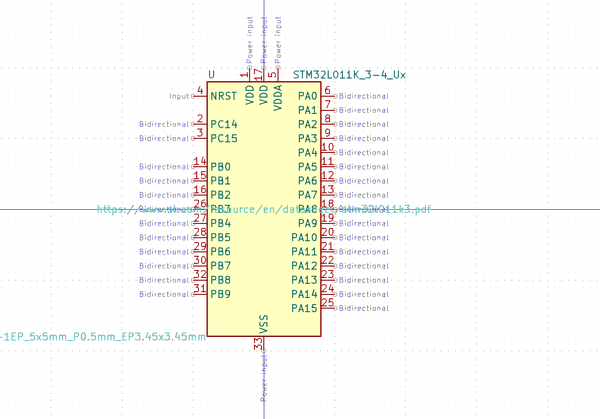 Power input
Power input
Power input
U
1
17
5
STM32L011K_3-4_Ux
VDD
VDD
VDDA
Input 4 NRST
PA0 6 Bidirectional
PA1 7 Bidirectional
Bidirectional 2 PC14
PA2 8 Bidirectional
Bidirectional 3 PC15
PA3 9 Bidirectional
PA4 10 Bidirectional
Bidirectional 14 PB0
PA5 11 Bidirectional
Bidirectional 15 PB1
PA6 12 Bidirectional
Bidirectional 16 PB2
PA7 13 Bidirectional
26
18
Bidirectional 27 PB4
PA9 19 Bidirectional
Bidirectional 28 PB5
PA10 20 Bidirectional
Bidirectional 29 PB6
PA11 21 Bidirectional
Bidirectional 30 PB7
PA12 22 Bidirectional
Bidirectional 32 PB8
PA13 23 Bidirectional
Bidirectional 31 PB9
PA14 24 Bidirectional
PA15 25 Bidirectional
VSS
-1EP_5x5mm_P0.5mm_EP3.45x3.45mm
33
Power input